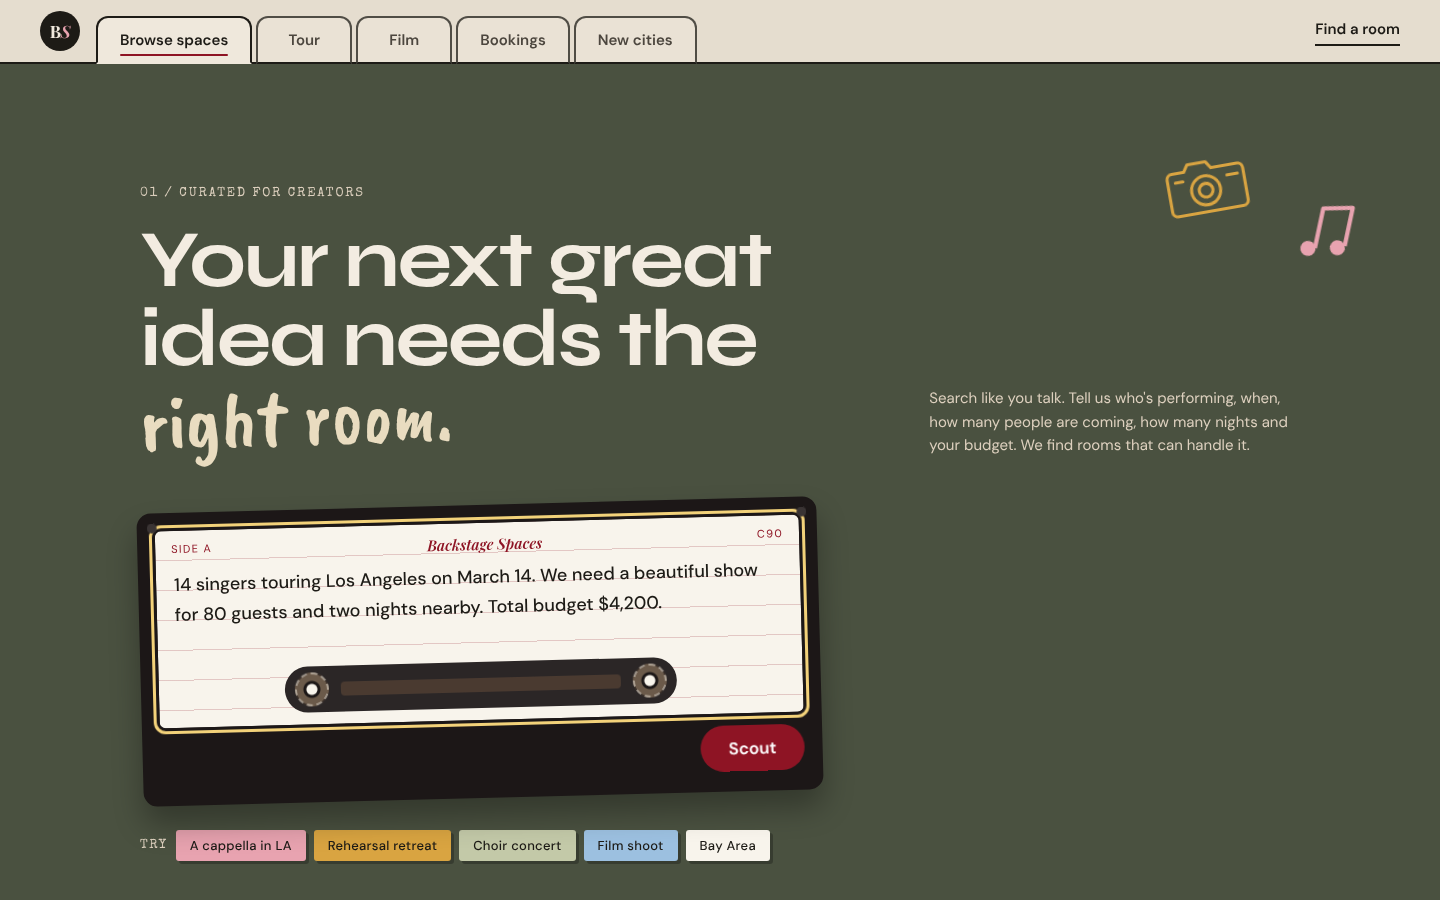 BS
Browse spaces
Tour
Film
Bookings
New cities
Find a room
01 / CURATED FOR CREATORS
Your next great
idea needs the
right room.
Search like you talk. Tell us who's performing, when,
how many people are coming, how many nights and
your budget. We find rooms that can handle it.
SIDE A
Backstage Spaces
C90
14 singers touring Los Angeles on March 14. We need a beautiful show
for 80 guests and two nights nearby. Total budget $4,200.
Scout
TRY
A cappella in LA
Rehearsal retreat
Choir concert
Film shoot
Bay Area